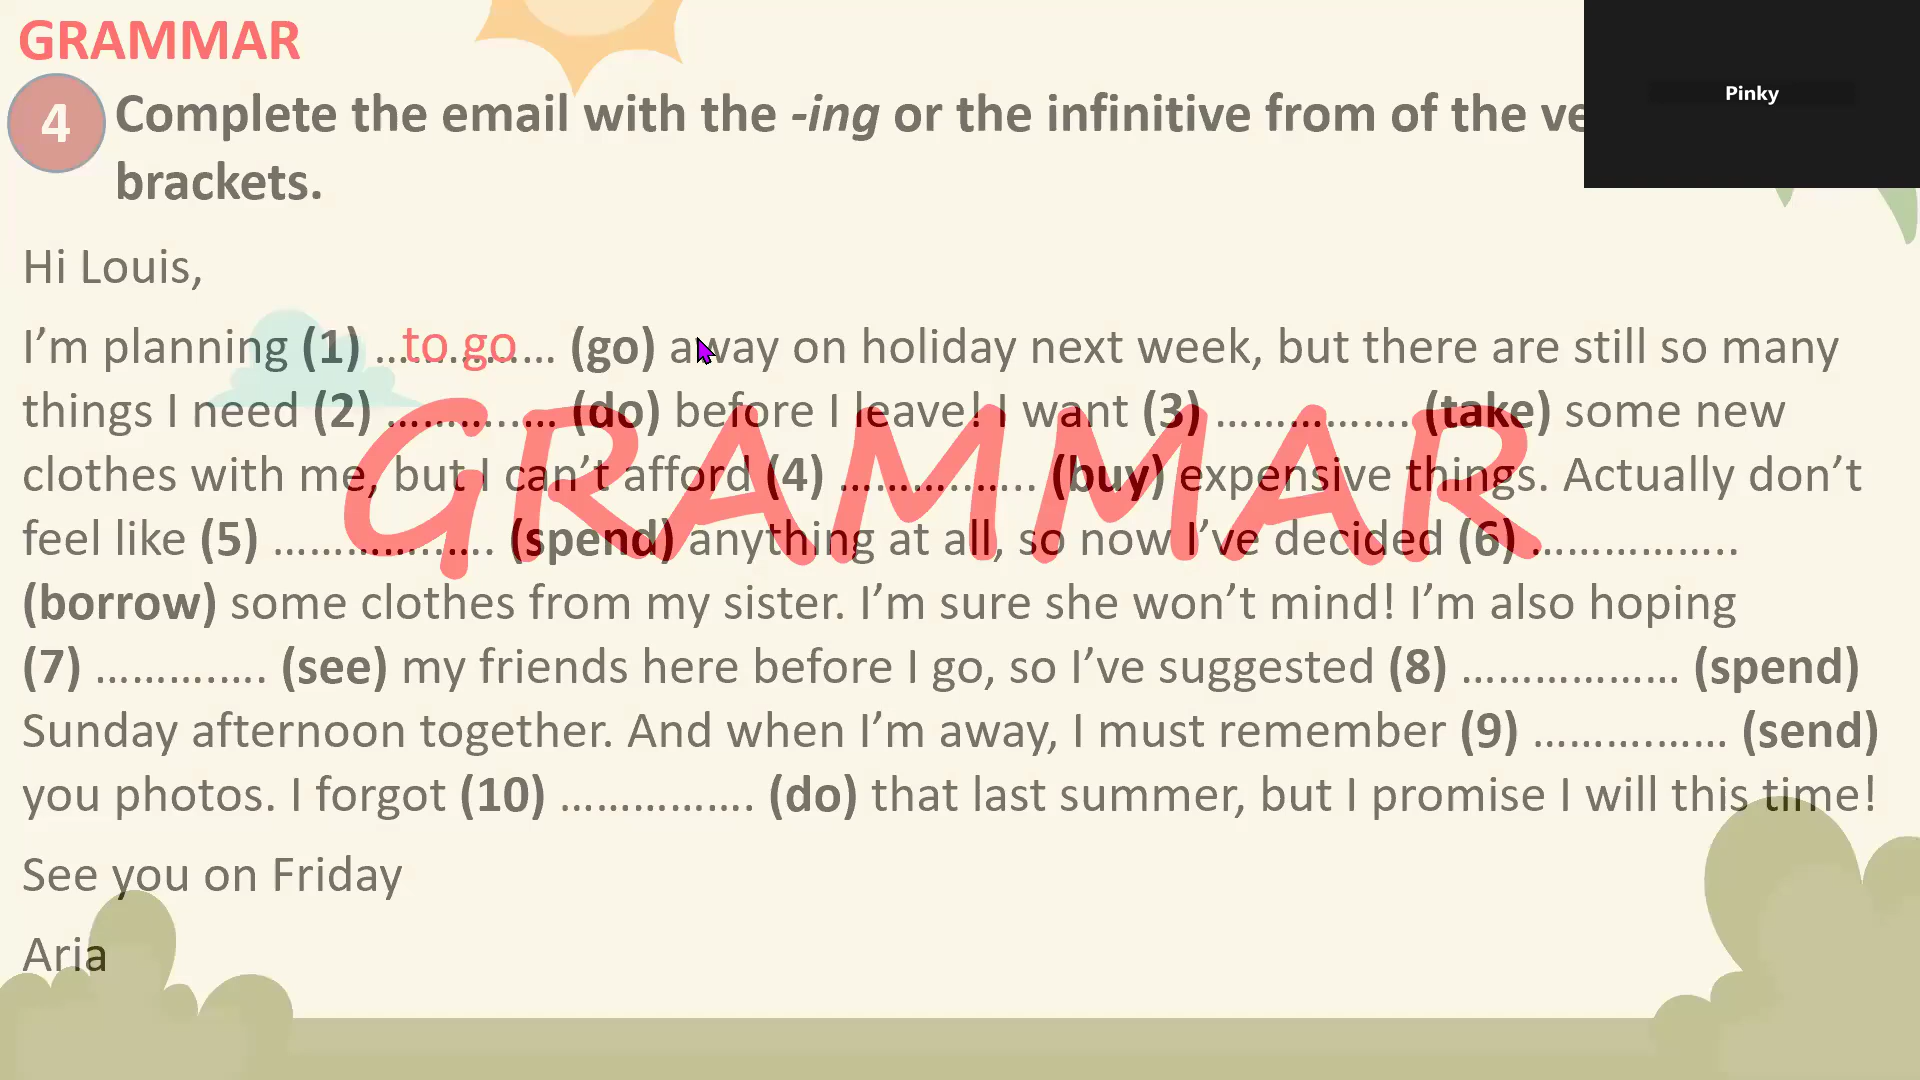 GRAMMAR
Pinky
4 Complete the email with the -ing or the infinitive from of the
brackets.
Hi Louis,
I’m planning (1) ................ to go (go) away on holiday next week, but there are still so many
things I need (2) .............. (do) before I leave! I want (3) ................ (take) some new
clothes with me, but I can’t afford (4) ................ (buy) expensive things. Actually don’t
feel like (5) .................. (spend) anything at all, so now I’ve decided (6) .................
(borrow) some clothes from my sister. I’m sure she won’t mind! I’m also hoping
(7) .............. (see) my friends here before I go, so I’ve suggested (8) .................. (spend)
Sunday afternoon together. And when I’m away, I must remember (9) ................ (send)
you photos. I forgot (10) ................ (do) that last summer, but I promise I will this time!
See you on Friday
Aria
GRAMMAR